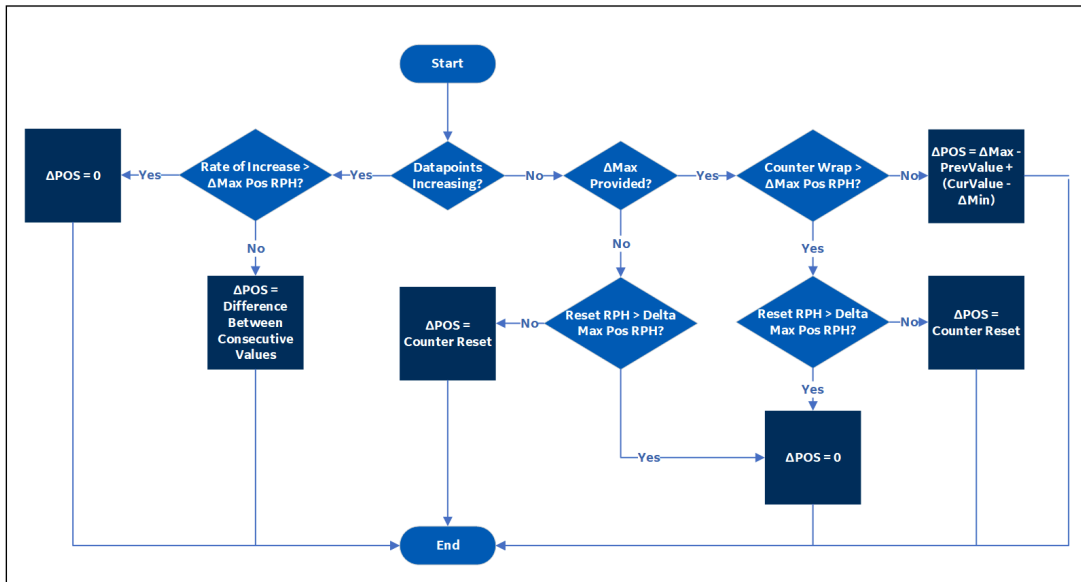 Start
Datapoints
Increasing?
Yes
Rate of Increase >
ΔMax Pos RPH?
Yes
ΔPOS = 0
No
ΔPOS =
Difference
Between
Consecutive
Values
No
ΔMax
Provided?
Yes
Counter Wrap >
ΔMax Pos RPH?
No
ΔPOS = ΔMax -
PrevValue +
(CurValue -
ΔMin)
No
Reset RPH > Delta
Max Pos RPH?
No
ΔPOS =
Counter Reset
Yes
Yes
Reset RPH > Delta
Max Pos RPH?
No
ΔPOS =
Counter Reset
Yes
ΔPOS = 0
End